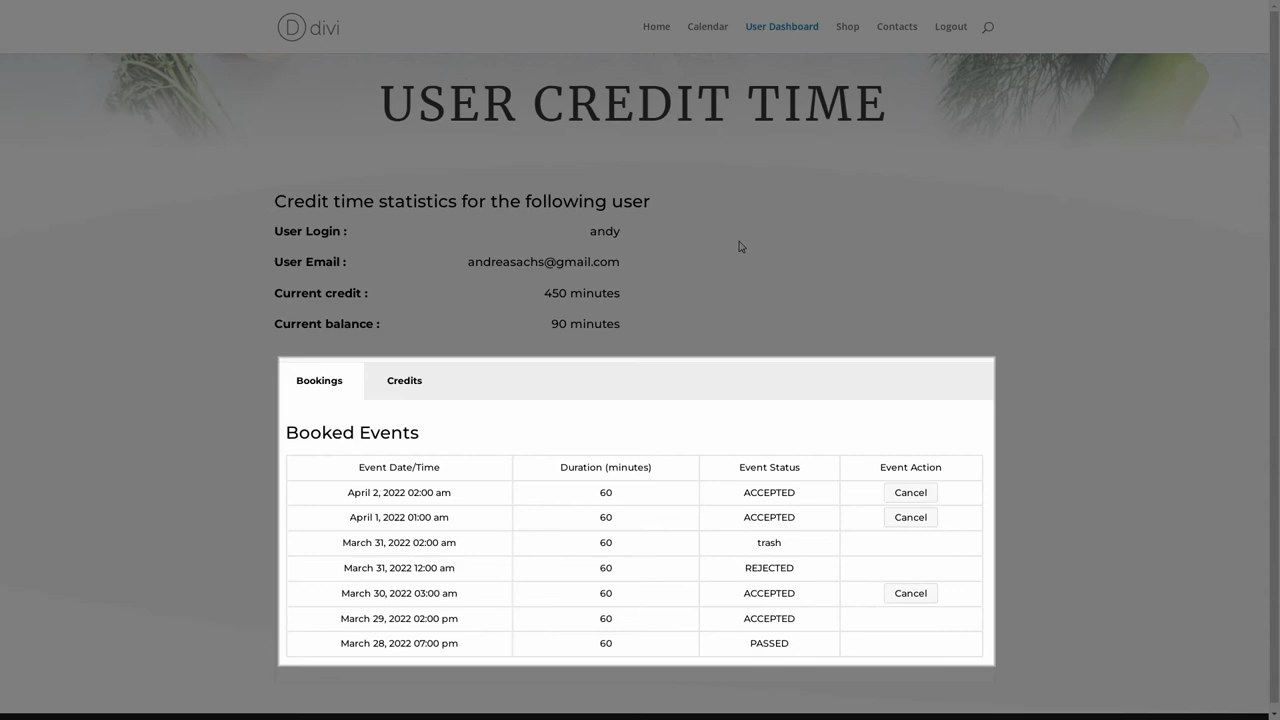 D divi
Home Calendar User Dashboard Shop Contacts Logout
USER CREDIT TIME
Credit time statistics for the following user
User Login : andy
User Email : andreasachs@gmail.com
Current credit : 450 minutes
Current balance : 90 minutes
Bookings Credits
Booked Events
Event Date/Time Duration (minutes) Event Status Event Action
April 2, 2022 02:00 am 60 ACCEPTED Cancel
April 1, 2022 01:00 am 60 ACCEPTED Cancel
March 31, 2022 02:00 am 60 trash
March 31, 2022 12:00 am 60 REJECTED
March 30, 2022 03:00 am 60 ACCEPTED Cancel
March 29, 2022 02:00 pm 60 ACCEPTED
March 28, 2022 07:00 pm 60 PASSED